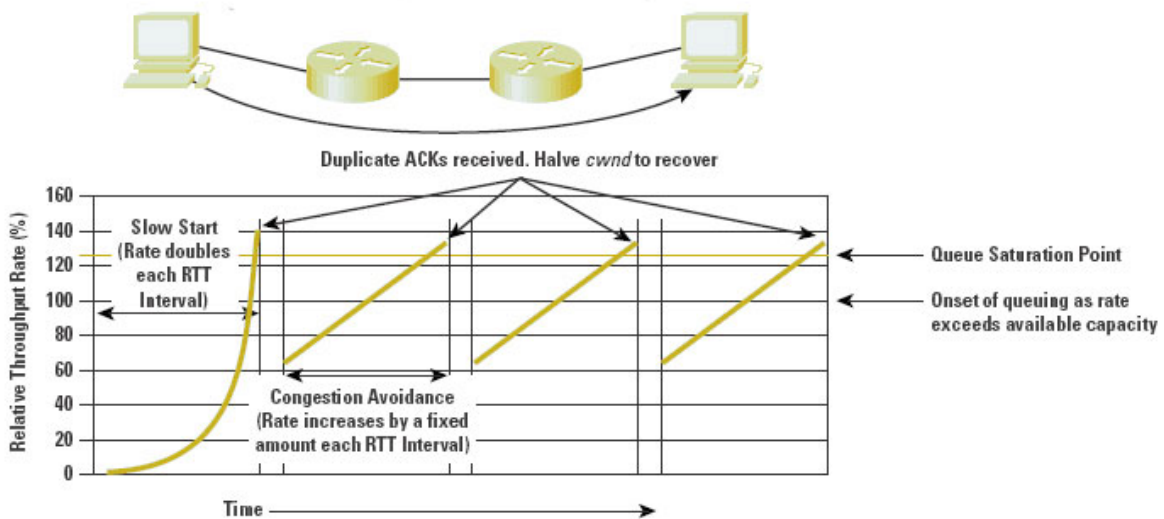 Duplicate ACKs received. Halve cwnd to recover
Relative Throughput Rate (%)
160
140
120
100
80
60
40
20
0
Slow Start
(Rate doubles
each RTT
Interval)
Congestion Avoidance
(Rate increases by a fixed
amount each RTT Interval)
Queue Saturation Point
Onset of queuing as rate
exceeds available capacity
Time